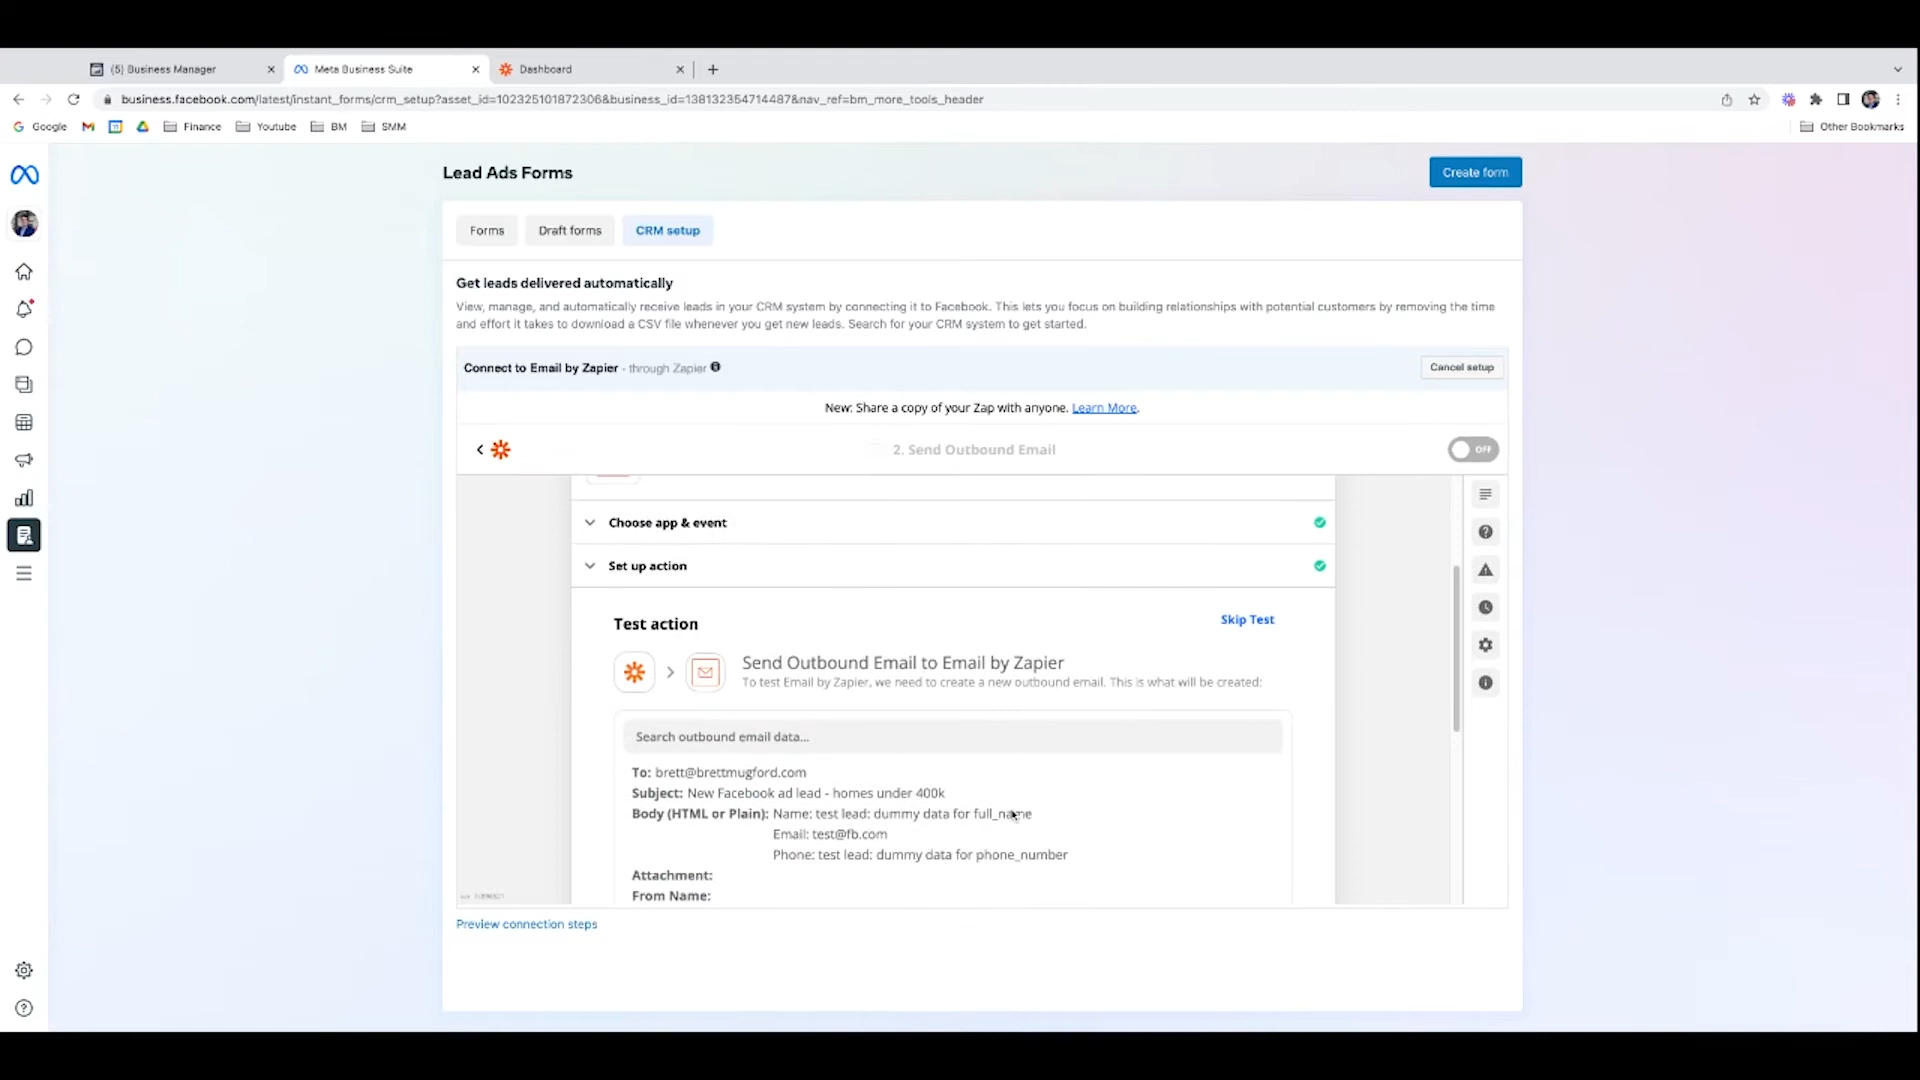 (5) Business Manager
Meta Business Suite
Dashboard
business.facebook.com/latest/instant_forms/crm_setup?asset_id=102325101872306&business_id=138132354714487&nav_ref=bm_more_tools_header
Google
Finance
Youtube
BM
SMM
Other Bookmarks
Lead Ads Forms
Create form
Forms
Draft forms
CRM setup
Get leads delivered automatically
View, manage, and automatically receive leads in your CRM system by connecting it to Facebook. This lets you focus on building relationships with potential customers by removing the time
and effort it takes to download a CSV file whenever you get new leads. Search for your CRM system to get started.
Connect to Email by Zapier - through Zapier
Cancel setup
New: Share a copy of your Zap with anyone. Learn More.
2. Send Outbound Email
OFF
Choose app & event
Set up action
Test action
Skip Test
Send Outbound Email to Email by Zapier
To test Email by Zapier, we need to create a new outbound email. This is what will be created:
Search outbound email data...
To: brett@brettmugford.com
Subject: New Facebook ad lead - homes under 400k
Body (HTML or Plain): Name: test lead: dummy data for full_name
Email: test@fb.com
Phone: test lead: dummy data for phone_number
Attachment:
From Name:
Preview connection steps